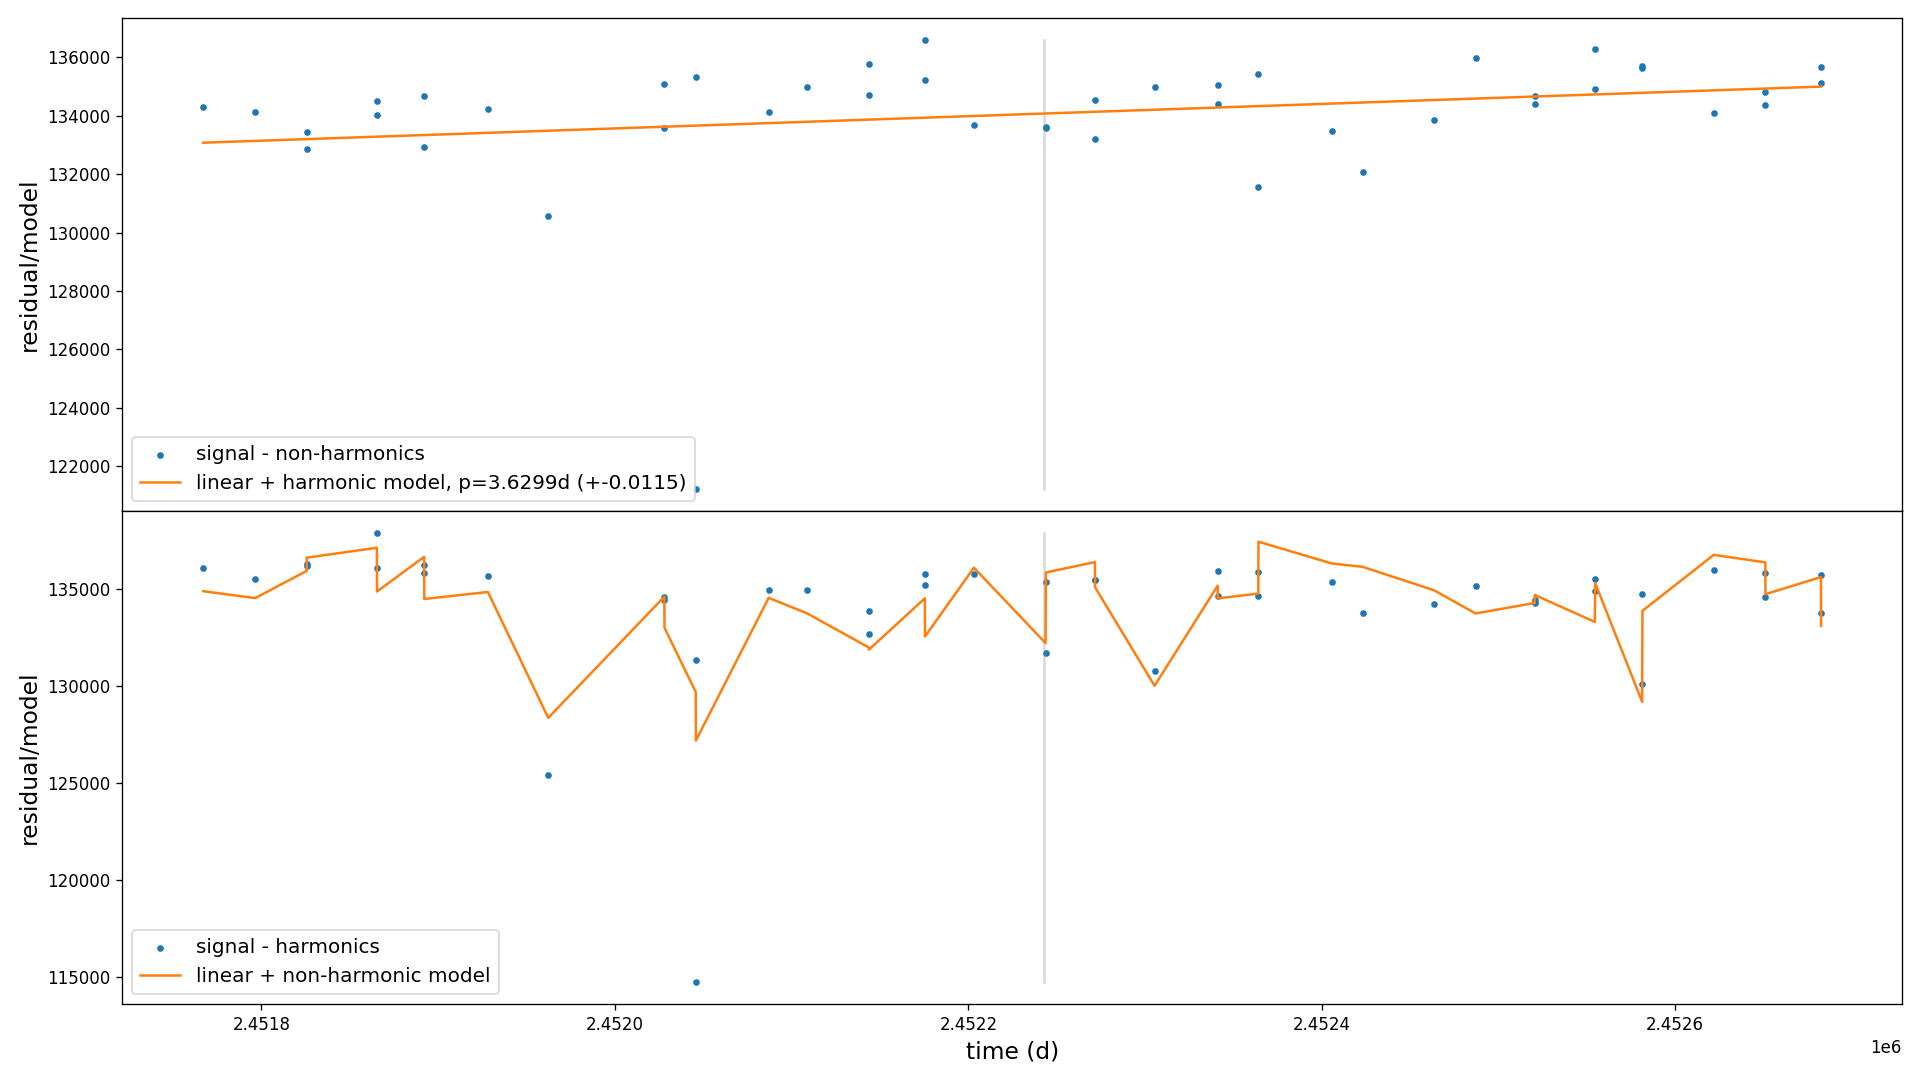 136000
134000
132000
130000
128000
126000
124000
122000
residual/model
signal - non-harmonics
linear + harmonic model, p=3.6299d (+-0.0115)
135000
130000
125000
120000
115000
residual/model
signal - harmonics
linear + non-harmonic model
2.4518 2.4520 2.4522 2.4524 2.4526
time (d)
1e6